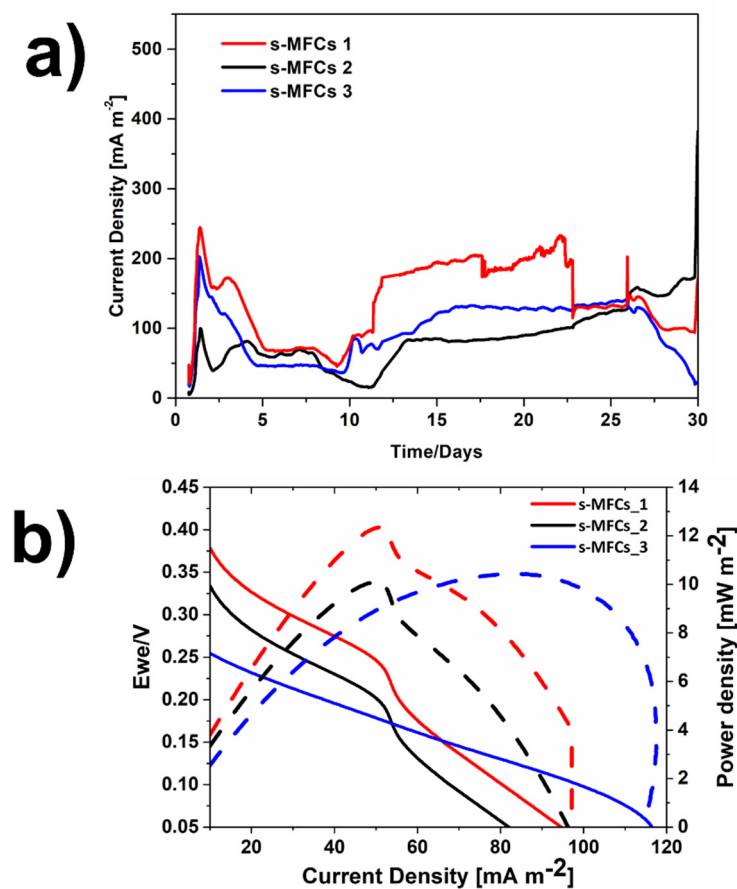 a)
s-MFCs 1
s-MFCs 2
s-MFCs 3
Current Density [mA m-2]
500
400
300
200
100
0
0 5 10 15 20 25 30
Time/Days
b)
s-MFCs_1
s-MFCs_2
s-MFCs_3
Ewe/V
0.45
0.40
0.35
0.30
0.25
0.20
0.15
0.10
0.05
Power density [mW m-2]
14
12
10
8
6
4
2
0
20 40 60 80 100 120
Current Density [mA m-2]